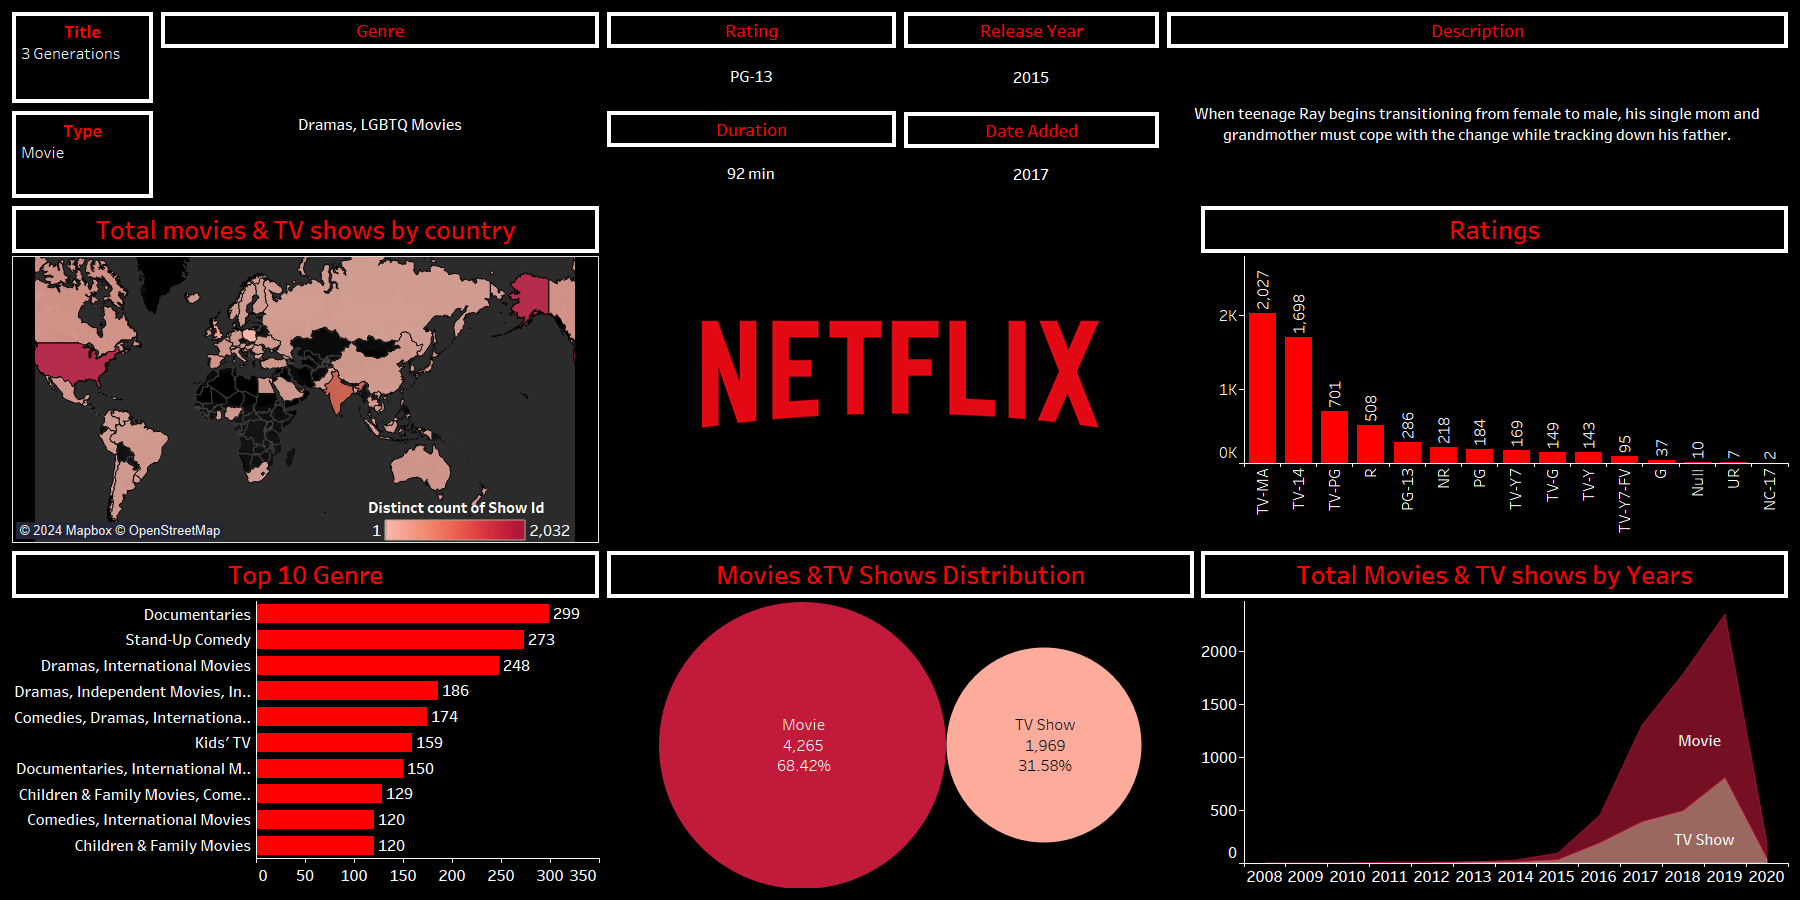 Title
3 Generations
Type
Movie
Genre
Dramas, LGBTQ Movies
Rating
PG-13
Duration
92 min
Release Year
2015
Date Added
2017
Description
When teenage Ray begins transitioning from female to male, his single mom and
grandmother must cope with the change while tracking down his father.
Total movies & TV shows by country
Distinct count of Show Id
1 2,032
© 2024 Mapbox © OpenStreetMap
NETFLIX
Ratings
2K
1K
0K
2,027
1,698
701
508
286
218
184
169
149
143
95
37
10
7
2
TV-MA
TV-14
TV-PG
R
PG-13
NR
PG
TV-Y7
TV-G
TV-Y
TV-Y7-FV
G
Null
UR
NC-17
Top 10 Genre
Documentaries 299
Stand-Up Comedy 273
Dramas, International Movies 248
Dramas, Independent Movies, In.. 186
Comedies, Dramas, Internationa.. 174
Kids’ TV 159
Documentaries, International M.. 150
Children & Family Movies, Come.. 129
Comedies, International Movies 120
Children & Family Movies 120
0 50 100 150 200 250 300 350
Movies &TV Shows Distribution
Movie
4,265
68.42%
TV Show
1,969
31.58%
Total Movies & TV shows by Years
2000
1500
1000
500
0
Movie
TV Show
2008 2009 2010 2011 2012 2013 2014 2015 2016 2017 2018 2019 2020